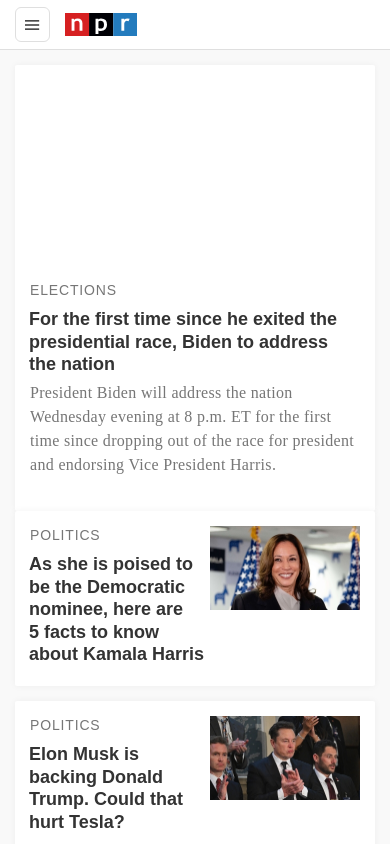 npr
ELECTIONS
For the first time since he exited the
presidential race, Biden to address
the nation
President Biden will address the nation
Wednesday evening at 8 p.m. ET for the first
time since dropping out of the race for president
and endorsing Vice President Harris.
POLITICS
As she is poised to
be the Democratic
nominee, here are
5 facts to know
about Kamala Harris
POLITICS
Elon Musk is
backing Donald
Trump. Could that
hurt Tesla?